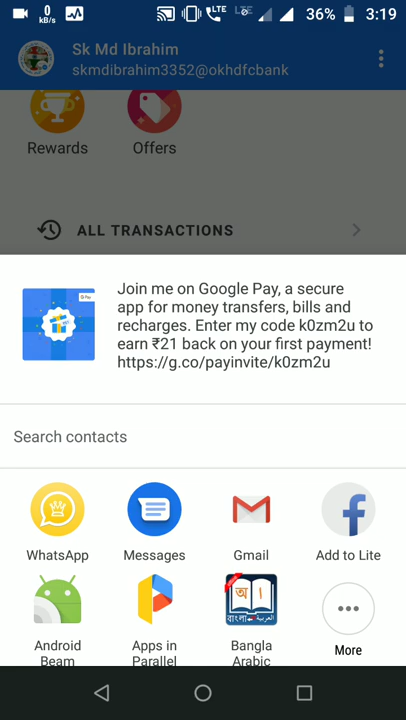 0
kB/s
LTE
LTE
36%
3:19
Sk Md Ibrahim
skmdibrahim3352@okhdfcbank
Rewards
Offers
ALL TRANSACTIONS
Join me on Google Pay, a secure
app for money transfers, bills and
recharges. Enter my code k0zm2u to
earn ₹21 back on your first payment!
https://g.co/payinvite/k0zm2u
Search contacts
WhatsApp
Messages
Gmail
Add to Lite
Android
Beam
Apps in
Parallel
Bangla
Arabic
More